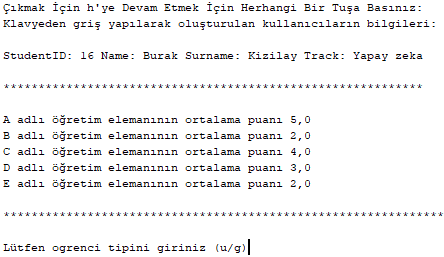 Çıkmak İçin h'ye Devam Etmek İçin Herhangi Bir Tuşa Basınız:
Klavyeden griş yapılarak oluşturulan kullanıcıların bilgileri:
StudentID: 16 Name: Burak Surname: Kizilay Track: Yapay zeka
************************************************************
A adlı öğretim elemanının ortalama puanı 5,0
B adlı öğretim elemanının ortalama puanı 2,0
C adlı öğretim elemanının ortalama puanı 4,0
D adlı öğretim elemanının ortalama puanı 3,0
E adlı öğretim elemanının ortalama puanı 2,0
***************************************************************
Lütfen ogrenci tipini giriniz (u/g)